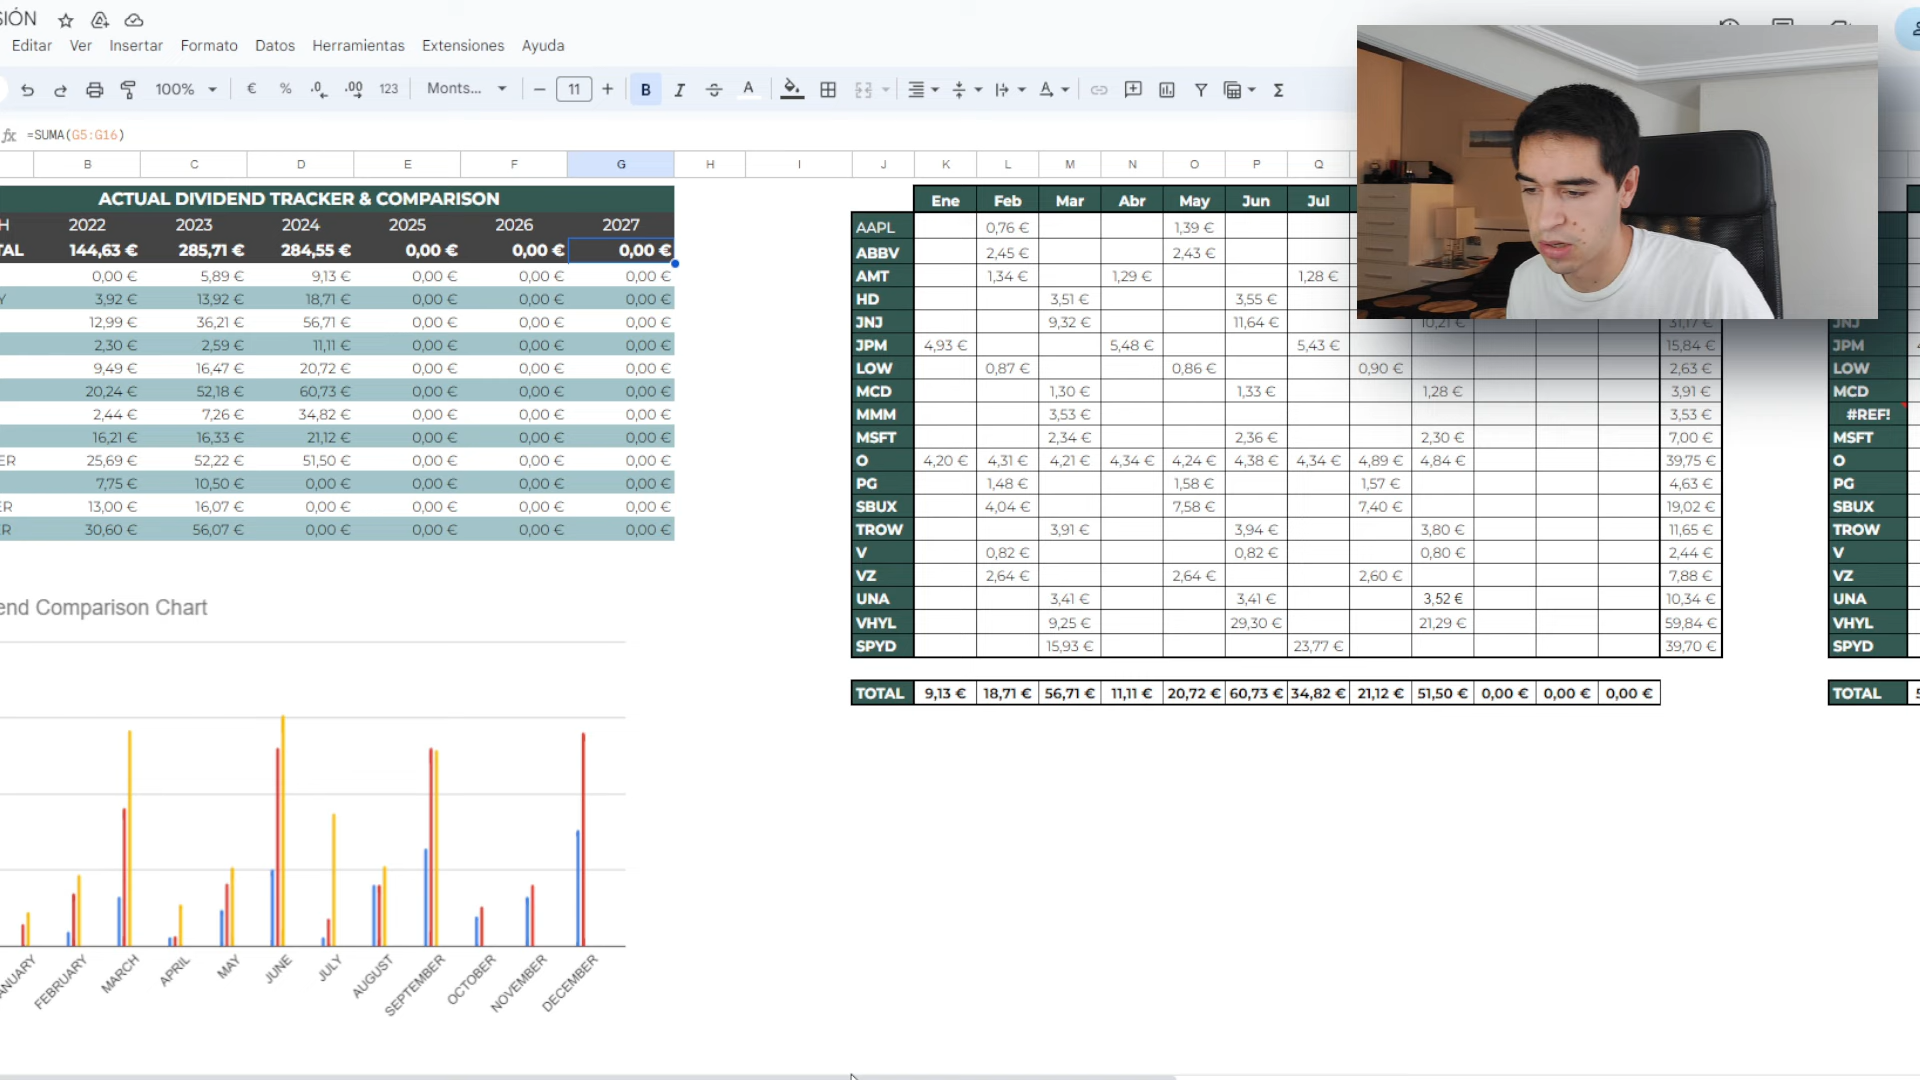 SIÓN
Editar Ver Insertar Formato Datos Herramientas Extensiones Ayuda
100% € % .0 .00 123 Monts... − 11 + B I A Σ
fx =SUMA(G5:G16)
B C D E F G H I J K L M N O P Q
ACTUAL DIVIDEND TRACKER & COMPARISON
H 2022 2023 2024 2025 2026 2027
TAL 144,63 € 285,71 € 284,55 € 0,00 € 0,00 € 0,00 €
0,00 € 5,89 € 9,13 € 0,00 € 0,00 € 0,00 €
Y 3,92 € 13,92 € 18,71 € 0,00 € 0,00 € 0,00 €
12,99 € 36,21 € 56,71 € 0,00 € 0,00 € 0,00 €
2,30 € 2,59 € 11,11 € 0,00 € 0,00 € 0,00 €
9,49 € 16,47 € 20,72 € 0,00 € 0,00 € 0,00 €
20,24 € 52,18 € 60,73 € 0,00 € 0,00 € 0,00 €
2,44 € 7,26 € 34,82 € 0,00 € 0,00 € 0,00 €
16,21 € 16,33 € 21,12 € 0,00 € 0,00 € 0,00 €
ER 25,69 € 52,22 € 51,50 € 0,00 € 0,00 € 0,00 €
7,75 € 10,50 € 0,00 € 0,00 € 0,00 € 0,00 €
ER 13,00 € 16,07 € 0,00 € 0,00 € 0,00 € 0,00 €
R 30,60 € 56,07 € 0,00 € 0,00 € 0,00 € 0,00 €
end Comparison Chart
ANUARY FEBRUARY MARCH APRIL MAY JUNE JULY AUGUST SEPTEMBER OCTOBER NOVEMBER DECEMBER
Ene Feb Mar Abr May Jun Jul
AAPL 0,76 € 1,39 €
ABBV 2,45 € 2,43 €
AMT 1,34 € 1,29 € 1,28 €
HD 3,51 € 3,55 €
JNJ 9,32 € 11,64 € 10,21 € 31,17 € JNJ
JPM 4,93 € 5,48 € 5,43 € 15,84 € JPM
LOW 0,87 € 0,86 € 0,90 € 2,63 € LOW
MCD 1,30 € 1,33 € 1,28 € 3,91 € MCD
MMM 3,53 € 3,53 € #REF!
MSFT 2,34 € 2,36 € 2,30 € 7,00 € MSFT
O 4,20 € 4,31 € 4,21 € 4,34 € 4,24 € 4,38 € 4,34 € 4,89 € 4,84 € 39,75 € O
PG 1,48 € 1,58 € 1,57 € 4,63 € PG
SBUX 4,04 € 7,58 € 7,40 € 19,02 € SBUX
TROW 3,91 € 3,94 € 3,80 € 11,65 € TROW
V 0,82 € 0,82 € 0,80 € 2,44 € V
VZ 2,64 € 2,64 € 2,60 € 7,88 € VZ
UNA 3,41 € 3,41 € 3,52 € 10,34 € UNA
VHYL 9,25 € 29,30 € 21,29 € 59,84 € VHYL
SPYD 15,93 € 23,77 € 39,70 € SPYD
TOTAL 9,13 € 18,71 € 56,71 € 11,11 € 20,72 € 60,73 € 34,82 € 21,12 € 51,50 € 0,00 € 0,00 € 0,00 € TOTAL